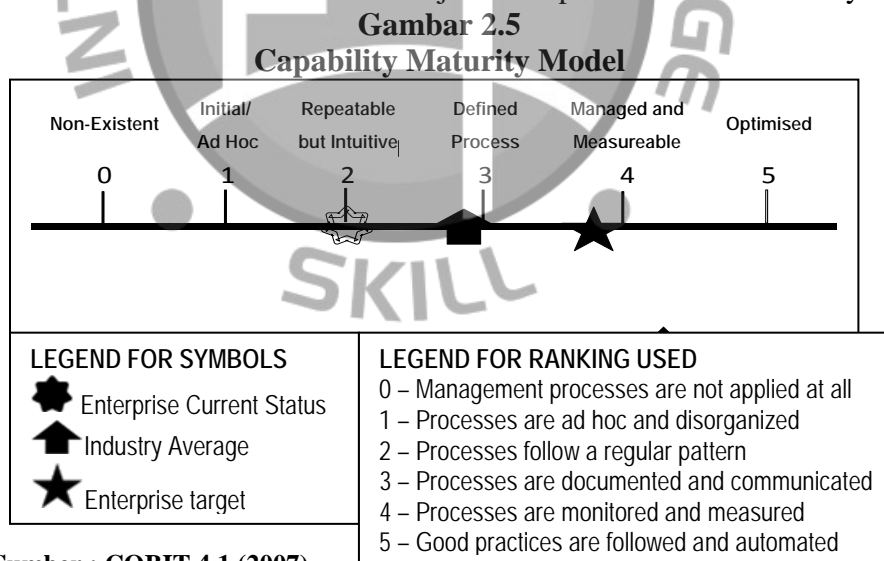 Gambar 2.5
Capability Maturity Model
Non-Existent
Initial/
Ad Hoc
Repeatable
but Intuitive
Defined
Process
Managed and
Measureable
Optimised
0 1 2 3 4 5
SKILL
LEGEND FOR SYMBOLS
Enterprise Current Status
Industry Average
Enterprise target
LEGEND FOR RANKING USED
0 – Management processes are not applied at all
1 – Processes are ad hoc and disorganized
2 – Processes follow a regular pattern
3 – Processes are documented and communicated
4 – Processes are monitored and measured
5 – Good practices are followed and automated
COBIT 4.1 (2007)